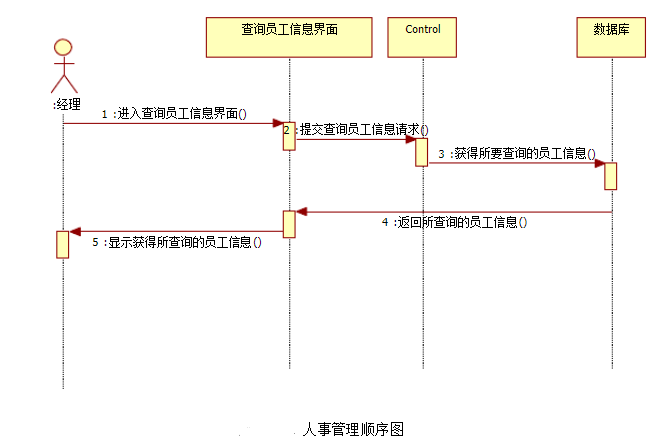 查询员工信息界面
Control
数据库
:经理
1 :进入查询员工信息界面()
2 :提交查询员工信息请求()
3 :获得所要查询的员工信息()
4 :返回所查询的员工信息()
5 :显示获得所查询的员工信息()
人事管理顺序图